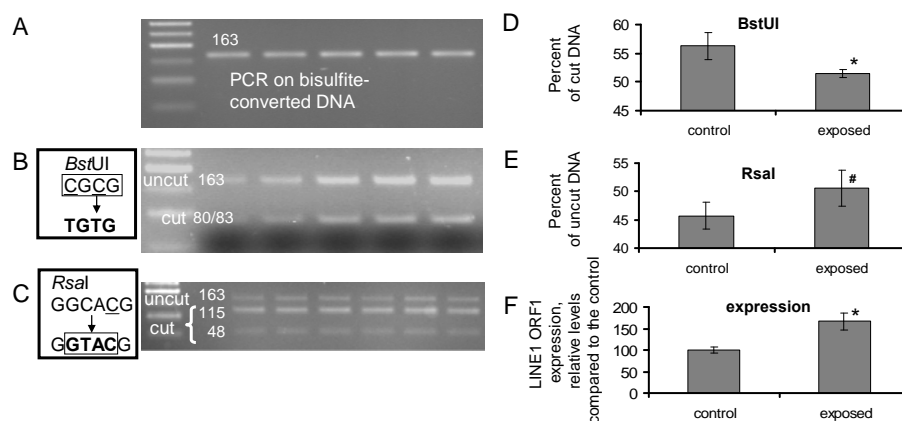 A
163
PCR on bisulfite-
converted DNA
B
BstUI
CGCG
TGTG
uncut
163
cut
80/83
C
RsaI
GGCACG
GGTACG
uncut
163
cut
115
48
D
BstUI
Percent
of cut DNA
60
55
50
45
*
control
exposed
E
RsaI
Percent
of uncut DNA
55
50
45
40
#
control
exposed
F
expression
LINE1 ORF1
expression,
relative levels
compared to the control
200
150
100
50
0
*
control
exposed